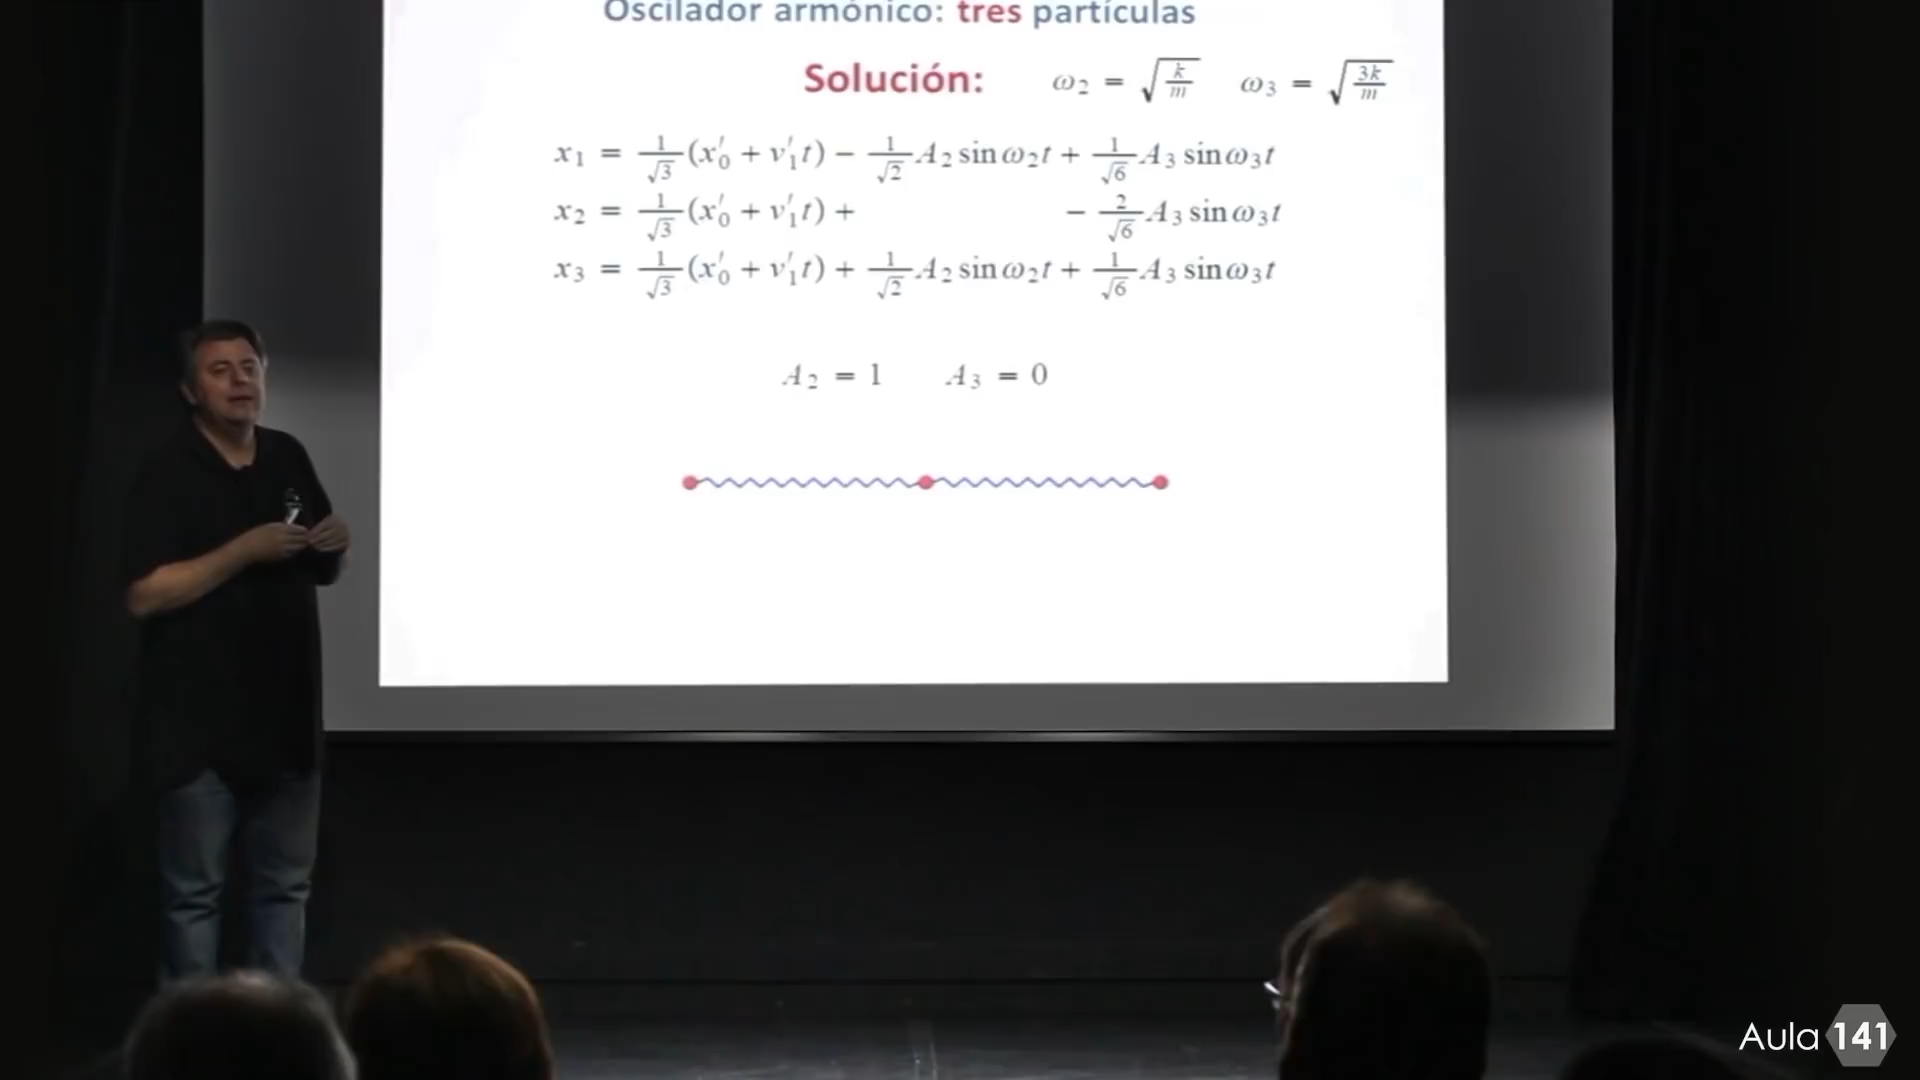 Oscilador armónico: tres partículas
Solución: ω₂ = √(k/m) ω₃ = √(3k/m)
x₁ = 1/√3 (x′₀ + v′₁t) − 1/√2 A₂ sin ω₂t + 1/√6 A₃ sin ω₃t
x₂ = 1/√3 (x′₀ + v′₁t) + − 2/√6 A₃ sin ω₃t
x₃ = 1/√3 (x′₀ + v′₁t) + 1/√2 A₂ sin ω₂t + 1/√6 A₃ sin ω₃t
A₂ = 1 A₃ = 0
Aula 141